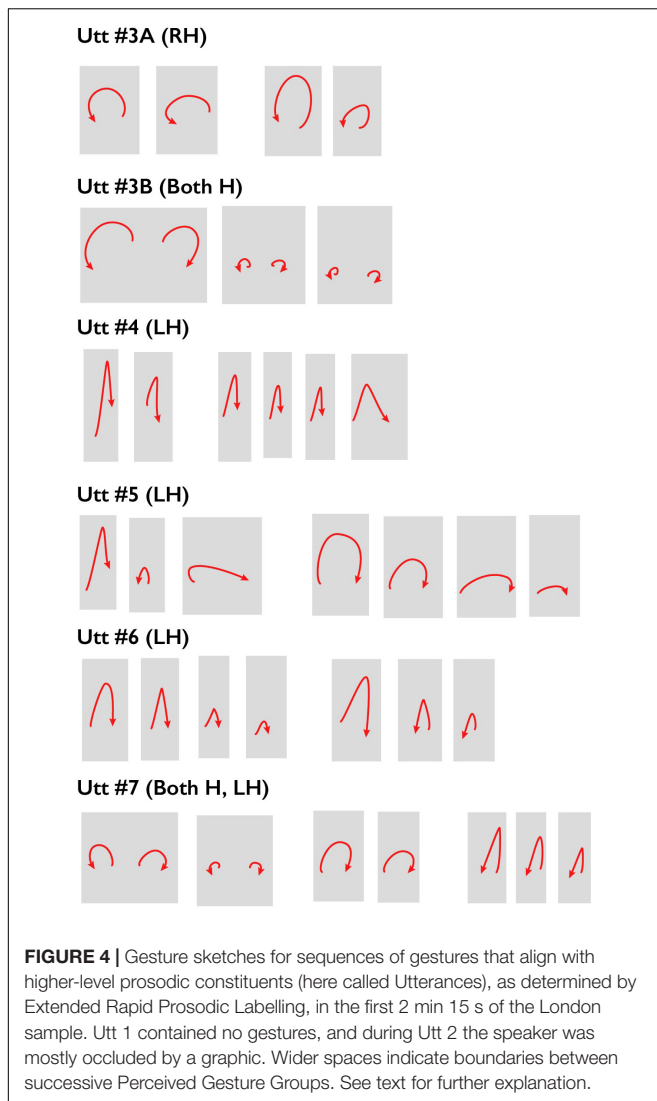 Utt #3A (RH)
Utt #3B (Both H)
Utt #4 (LH)
Utt #5 (LH)
Utt #6 (LH)
Utt #7 (Both H, LH)
FIGURE 4 | Gesture sketches for sequences of gestures that align with
higher-level prosodic constituents (here called Utterances), as determined by
Extended Rapid Prosodic Labelling, in the first 2 min 15 s of the London
sample. Utt 1 contained no gestures, and during Utt 2 the speaker was
mostly occluded by a graphic. Wider spaces indicate boundaries between
successive Perceived Gesture Groups. See text for further explanation.